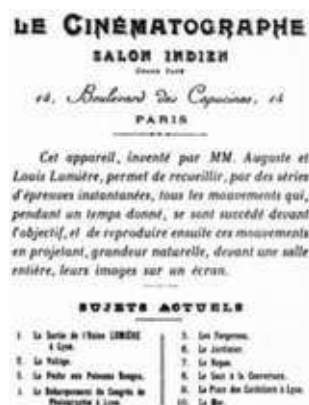 LE CINÉMATOGRAPHE
SALON INDIEN
GRAND CAFÉ
14, Boulevard des Capucines, 14
PARIS
Cet appareil, inventé par MM. Auguste et
Louis Lumière, permet de recueillir, par des séries
d'épreuves instantanées, tous les mouvements qui,
pendant un temps donné, se sont succédé devant
l'objectif, et de reproduire ensuite ces mouvements
en projetant, grandeur naturelle, devant une salle
entière, leurs images sur un écran.
SUJETS ACTUELS
1. La Sortie de l'Usine LUMIÈRE
à Lyon.
2. La Voltige.
3. La Pêche aux Poissons Rouges.
4. Le Débarquement du Congrès de
Photographie à Lyon.
5. Les Forgerons.
6. Le Jardinier.
7. Le Repas.
8. Le Saut à la Couverture.
9. La Place des Cordeliers à Lyon.
10. La Mer.